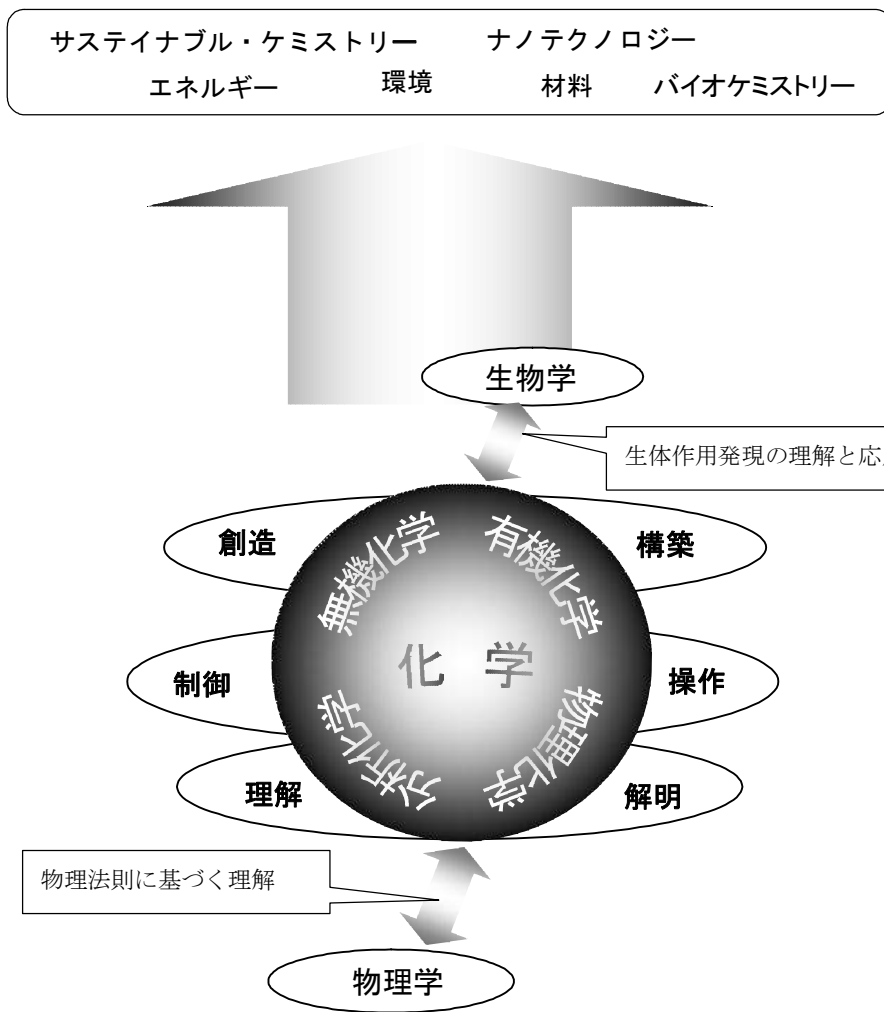 サステイナブル・ケミストリー ナノテクノロジー
エネルギー 環境 材料 バイオケミストリー
生物学
生体作用発現の理解と応
創造 構築
無機化学 有機化学
化学
制御 操作
分析化学 物理化学
理解 解明
物理法則に基づく理解
物理学